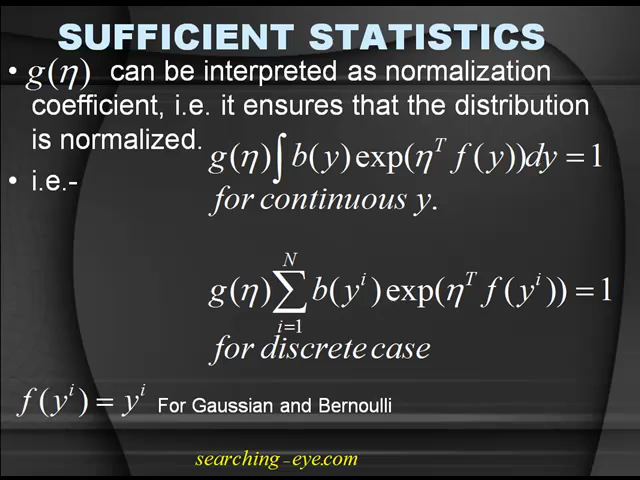 SUFFICIENT STATISTICS
• g(η) can be interpreted as normalization
coefficient, i.e. it ensures that the distribution
is normalized.
g(η)∫ b(y) exp(η^T f(y))dy = 1
• i.e.-
for continuous y.
g(η) ∑_{i=1}^{N} b(y^i) exp(η^T f(y^i)) = 1
for discrete case
f(y^i) = y^i For Gaussian and Bernoulli
searching–eye.com